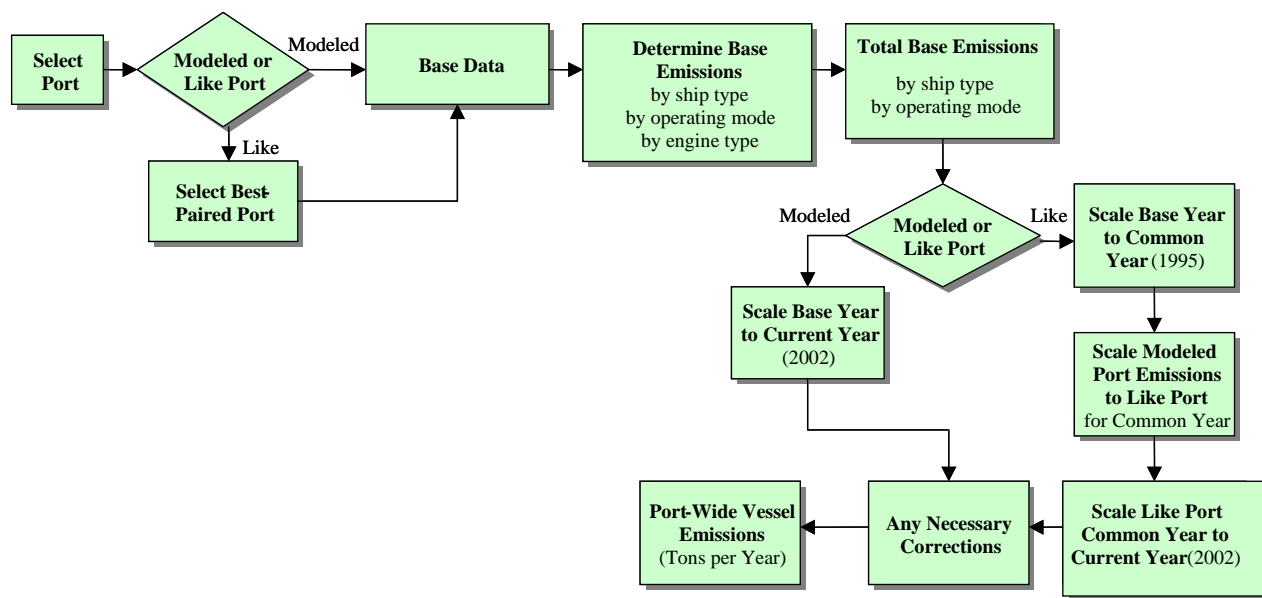 Select
Port
Modeled or
Like Port
Modeled
Like
Select Best-
Paired Port
Base Data
Determine Base
Emissions
by ship type
by operating mode
by engine type
Total Base Emissions
by ship type
by operating mode
Modeled or
Like Port
Modeled
Like
Scale Base Year
to Current Year
(2002)
Scale Base Year
to Common
Year (1995)
Scale Modeled
Port Emissions
to Like Port
for Common Year
Scale Like Port
Common Year to
Current Year(2002)
Any Necessary
Corrections
Port-Wide Vessel
Emissions
(Tons per Year)